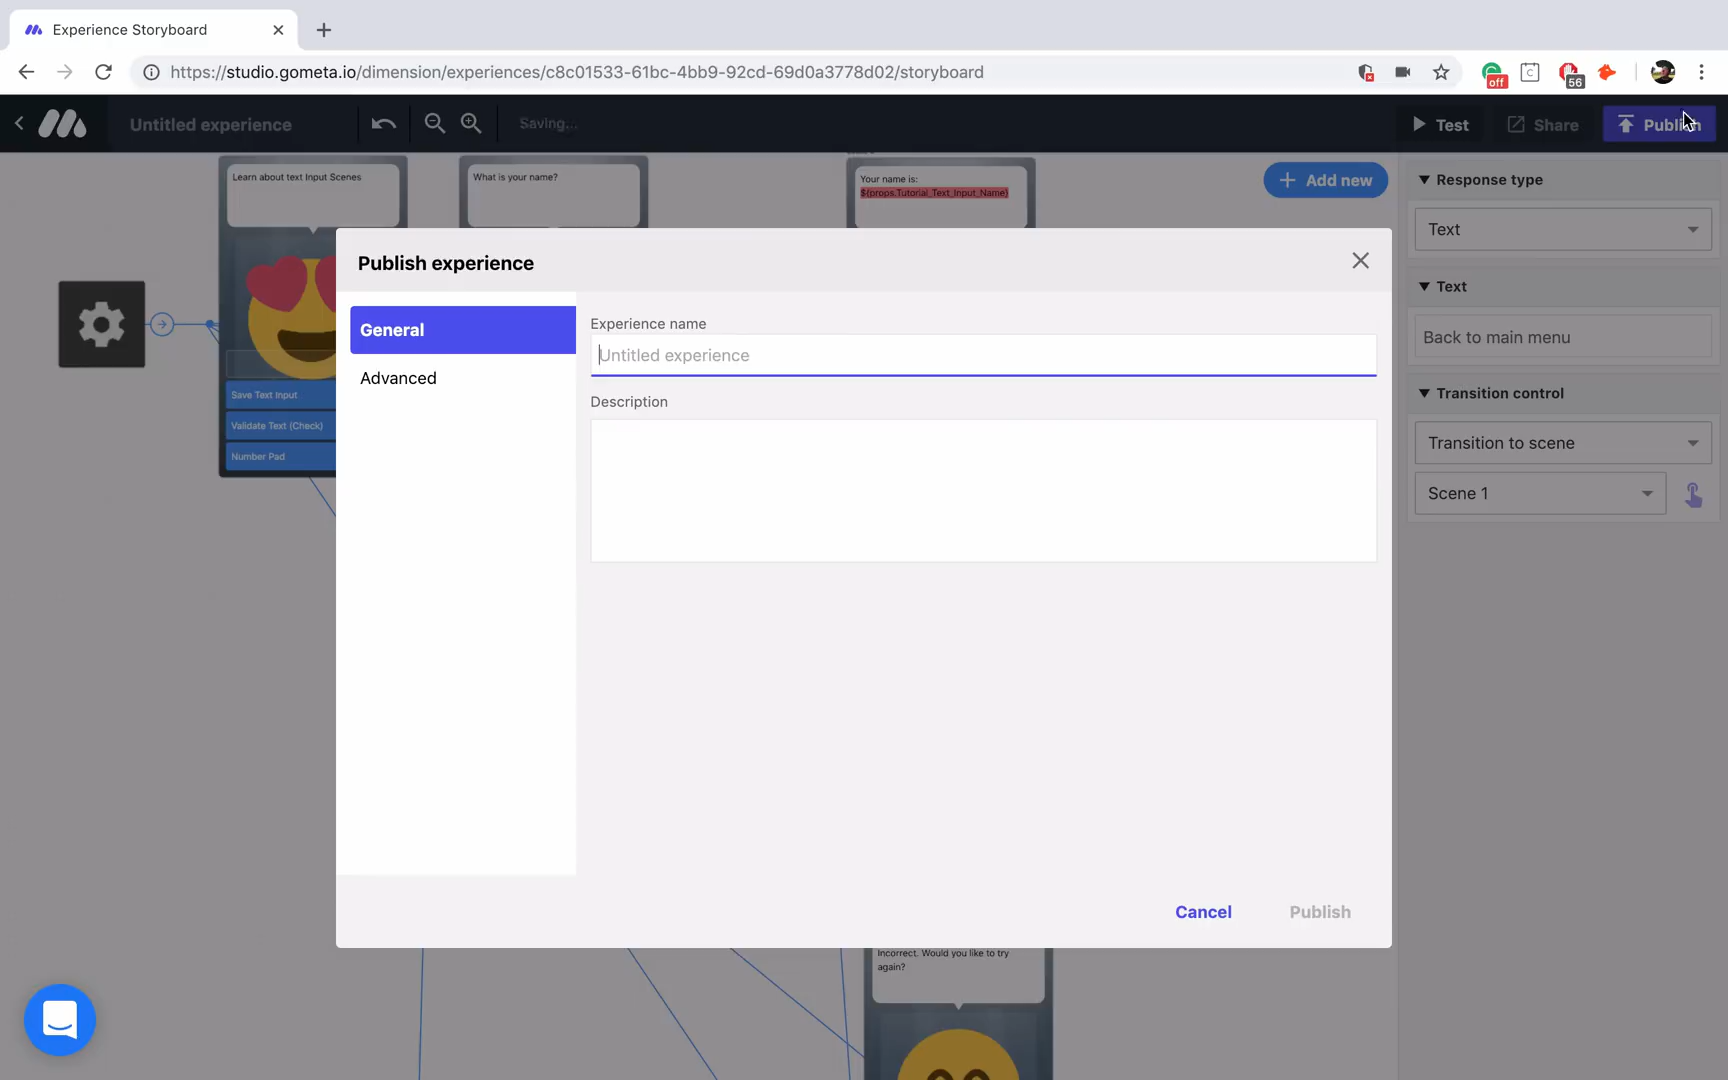 Experience Storyboard
https://studio.gometa.io/dimension/experiences/c8c01533-61bc-4bb9-92cd-69d0a3778d02/storyboard
off
C
56
Untitled experience
Saving...
Test
Share
Publish
Learn about text Input Scenes
What is your name?
Your name is:
${props.Tutorial_Text_Input_Name}
Add new
Response type
Text
Text
Back to main menu
Transition control
Transition to scene
Scene 1
Save Text Input
Validate Text (Check)
Number Pad
Publish experience
General
Advanced
Experience name
Untitled experience
Description
Cancel
Publish
Incorrect. Would you like to try
again?